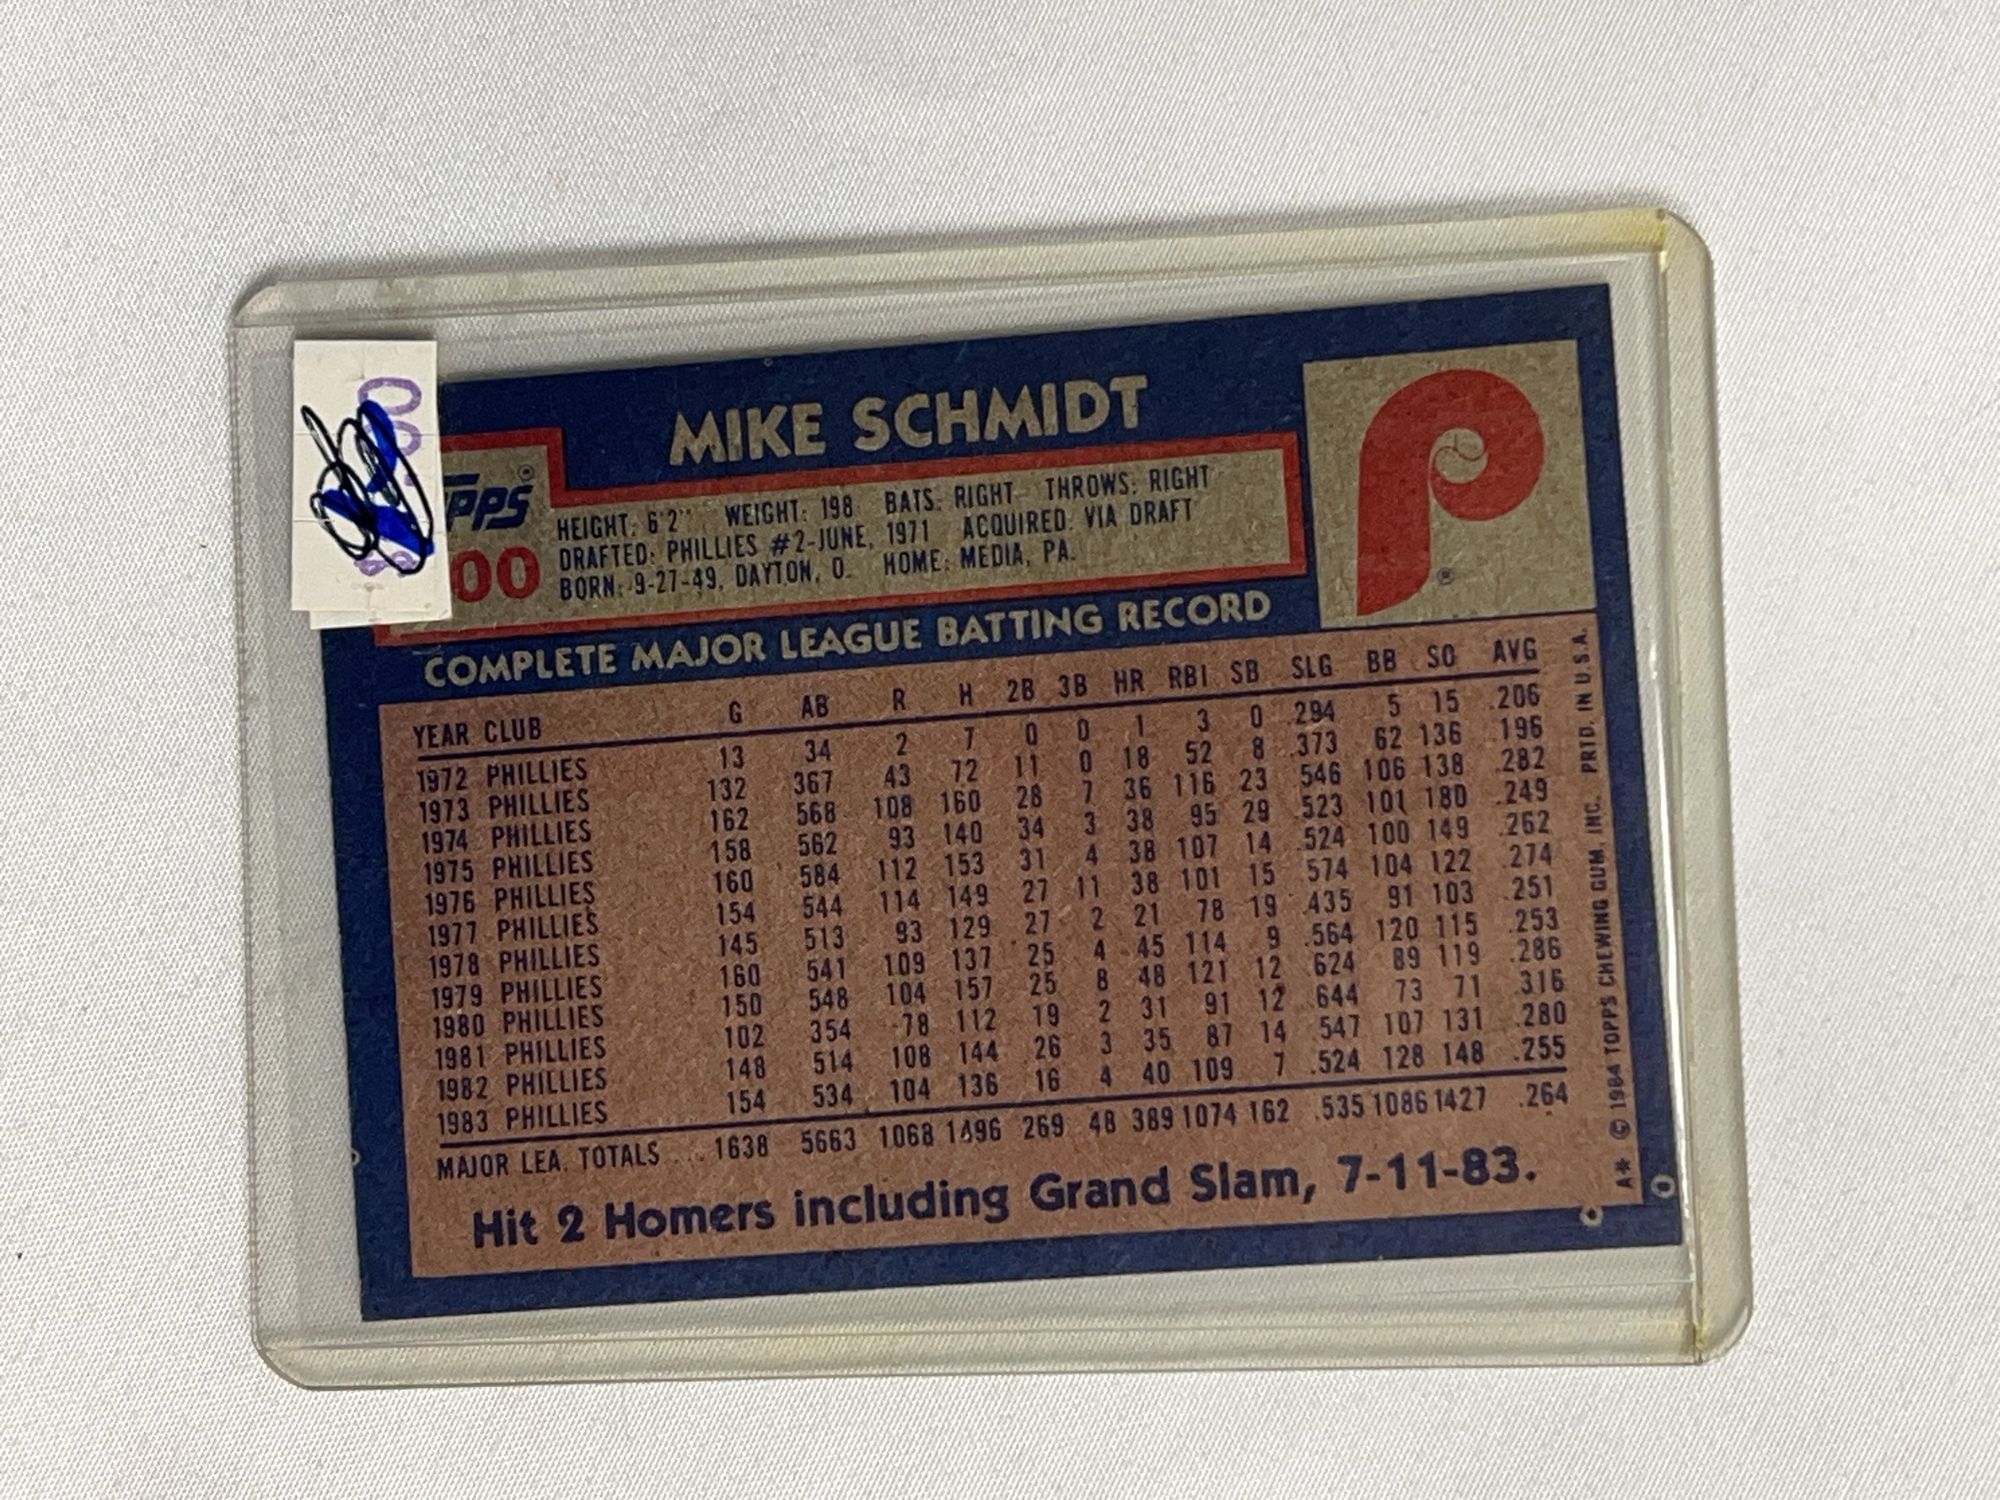 MIKE SCHMIDT
PPS
00
HEIGHT: 6'2" WEIGHT: 198 BATS: RIGHT THROWS: RIGHT
DRAFTED: PHILLIES #2-JUNE, 1971 ACQUIRED: VIA DRAFT
BORN: 9-27-49, DAYTON, O. HOME: MEDIA, PA.
P
COMPLETE MAJOR LEAGUE BATTING RECORD
YEAR CLUB G AB R H 2B 3B HR RBI SB SLG BB SO AVG
1972 PHILLIES 13 34 2 7 0 0 1 3 0 .294 5 15 .206
1973 PHILLIES 132 367 43 72 11 0 18 52 8 .373 62 136 .196
1974 PHILLIES 162 568 108 160 28 7 36 116 23 .546 106 138 .282
1975 PHILLIES 158 562 93 140 34 3 38 95 29 .523 101 180 .249
1976 PHILLIES 160 584 112 153 31 4 38 107 14 .524 100 149 .262
1977 PHILLIES 154 544 114 149 27 11 38 101 15 .574 104 122 .274
1978 PHILLIES 145 513 93 129 27 2 21 78 19 .435 91 103 .251
1979 PHILLIES 160 541 109 137 25 4 45 114 9 .564 120 115 .253
1980 PHILLIES 150 548 104 157 25 8 48 121 12 .624 89 119 .286
1981 PHILLIES 102 354 78 112 19 2 31 91 12 .644 73 71 .316
1982 PHILLIES 148 514 108 144 26 3 35 87 14 .547 107 131 .280
1983 PHILLIES 154 534 104 136 16 4 40 109 7 .524 128 148 .255
MAJOR LEA. TOTALS ... 1638 5663 1068 1496 269 48 389 1074 162 .535 1086 1427 .264
Hit 2 Homers including Grand Slam, 7-11-83.
A* © 1984 TOPPS CHEWING GUM, INC. PRTD. IN U.S.A.